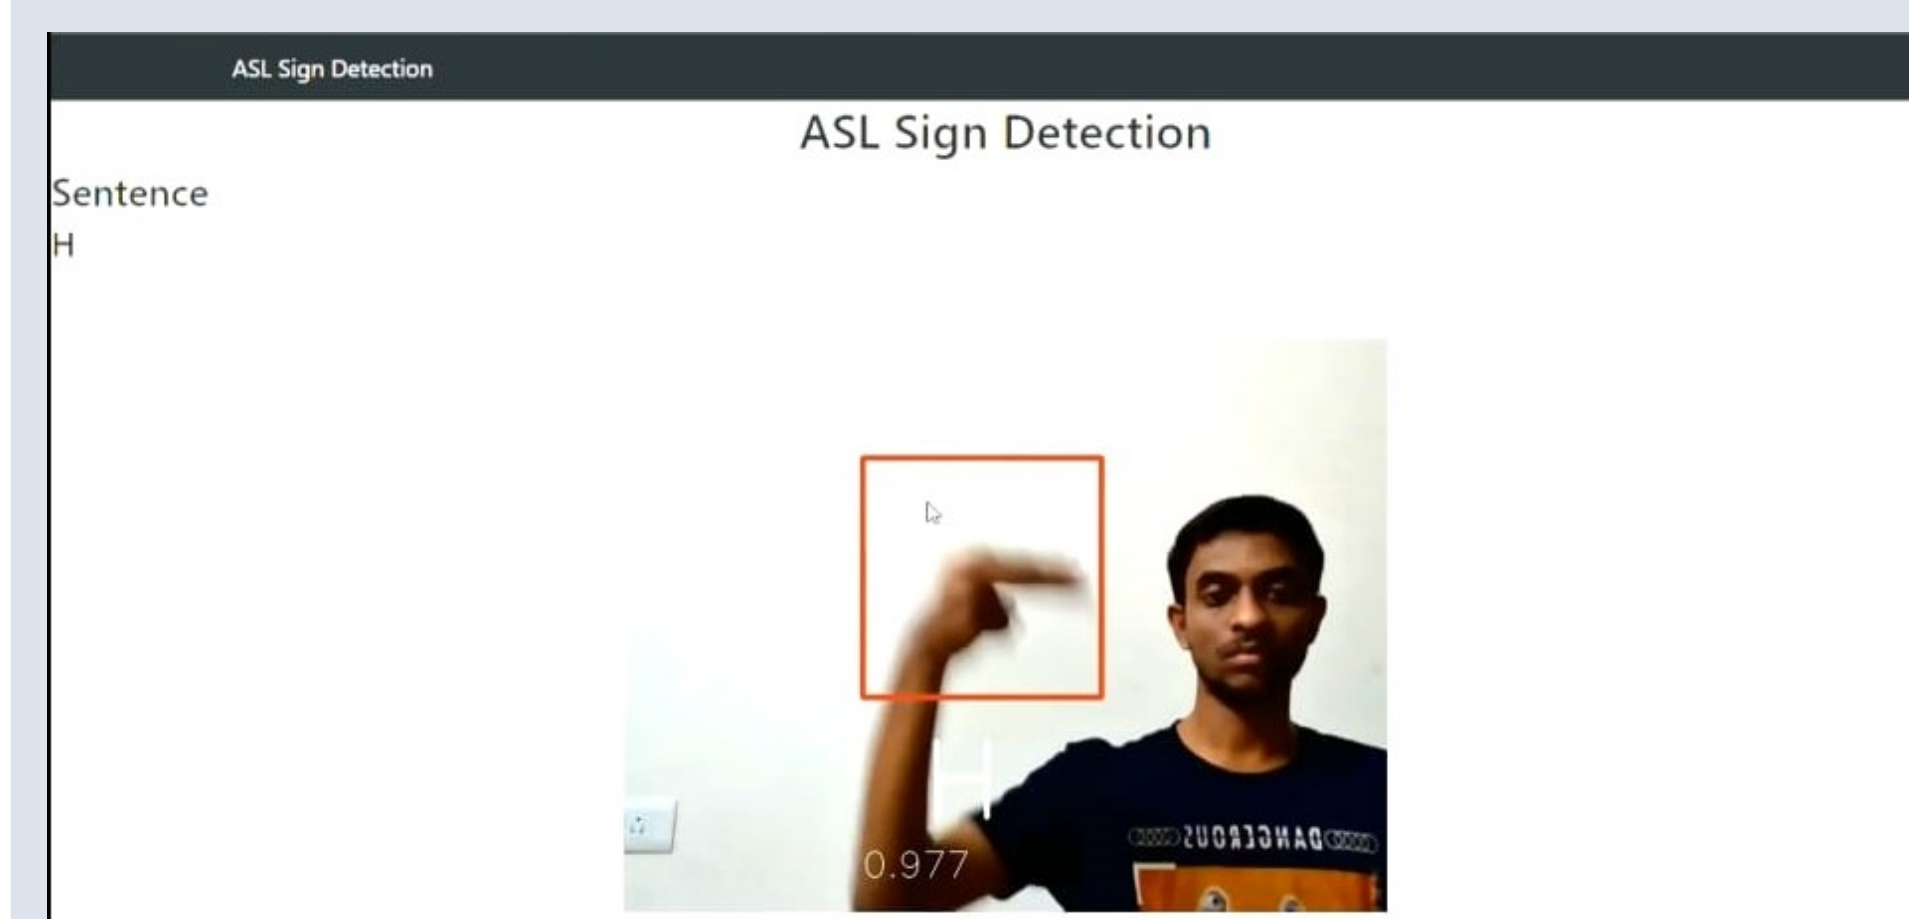 ASL Sign Detection
ASL Sign Detection
Sentence
H
H
0.977
DANGEROUS